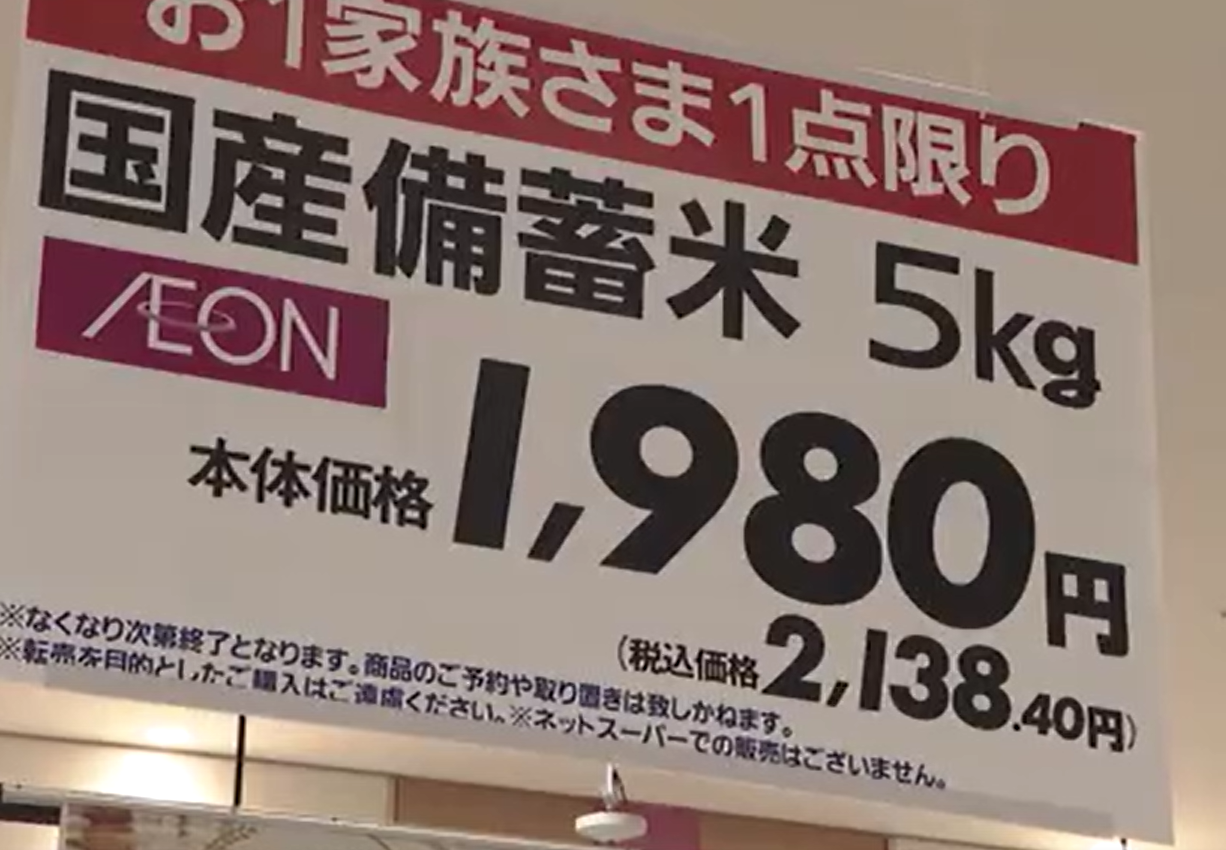 お1家族さま1点限り
国産備蓄米 5kg
ÆON
本体価格1,980円
(税込価格2,138.40円)
※なくなり次第終了となります。商品のご予約や取り置きは致しかねます。
※転売を目的としたご購入はご遠慮ください。※ネットスーパーでの販売はございません。